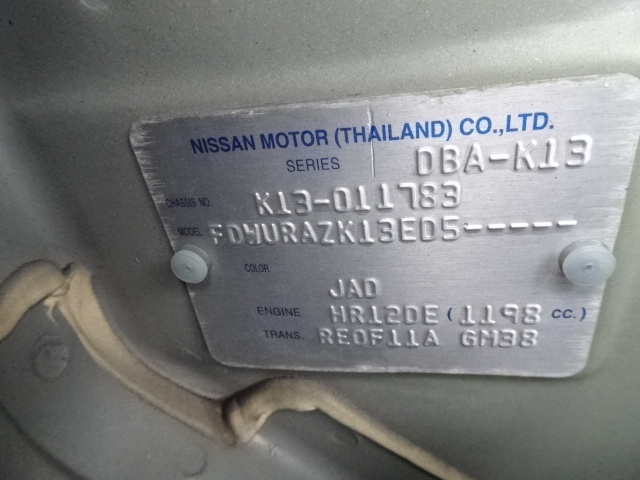 NISSAN MOTOR (THAILAND) CO.,LTD.
SERIES DBA-K13
CHASSIS NO. K13-011783
MODEL FDWURAZK13ED5-----
COLOR JAD
ENGINE HR12DE (1198 CC.)
TRANS. RE0F11A GM38